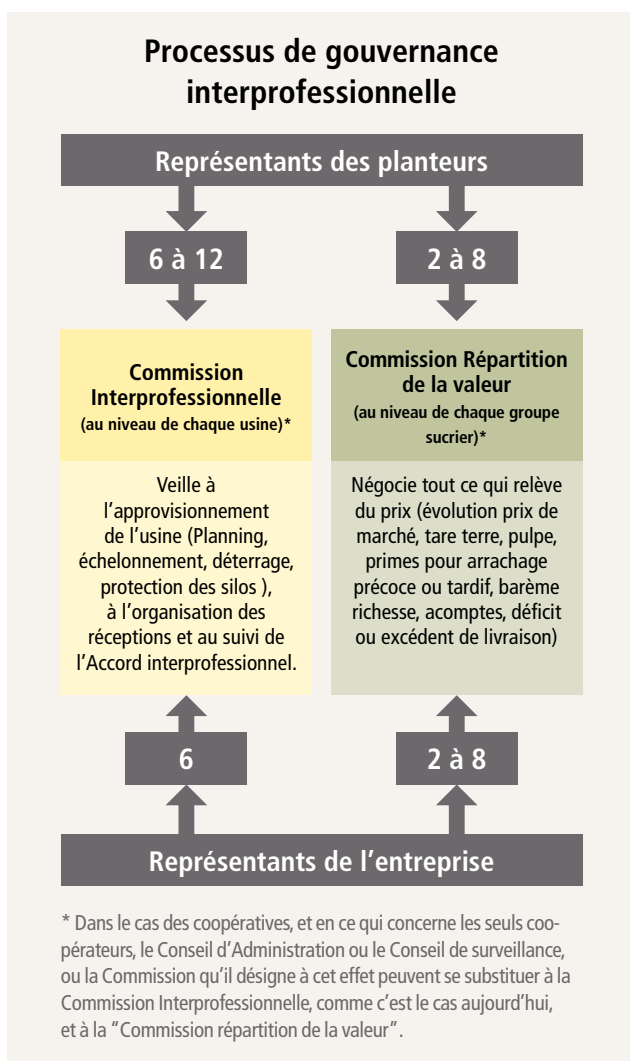 Processus de gouvernance
interprofessionnelle
Représentants des planteurs
6 à 12
2 à 8
Commission
Interprofessionnelle
(au niveau de chaque usine)*
Veille à
l’approvisionnement
de l’usine (Planning,
échelonnement, déterrage,
protection des silos ),
à l’organisation des
réceptions et au suivi de
l’Accord interprofessionnel.
Commission Répartition
de la valeur
(au niveau de chaque groupe
sucrier)*
Négocie tout ce qui relève
du prix (évolution prix de
marché, tare terre, pulpe,
primes pour arrachage
précoce ou tardif, barème
richesse, acomptes, déficit
ou excédent de livraison)
6
2 à 8
Représentants de l’entreprise
* Dans le cas des coopératives, et en ce qui concerne les seuls coo-
pérateurs, le Conseil d’Administration ou le Conseil de surveillance,
ou la Commission qu’il désigne à cet effet peuvent se substituer à la
Commission Interprofessionnelle, comme c’est le cas aujourd’hui,
et à la “Commission répartition de la valeur”.